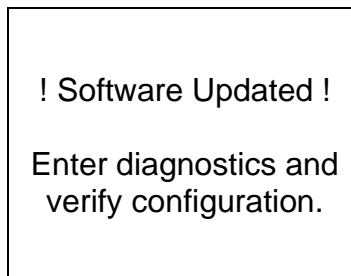 ! Software Updated !
Enter diagnostics and
verify configuration.